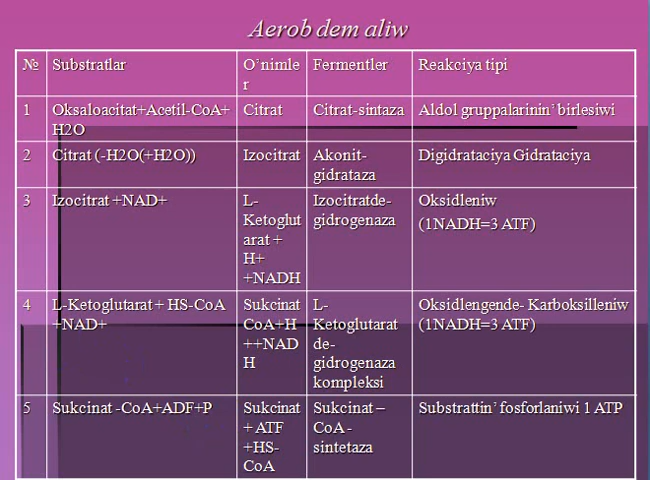 Aerob dem aliw
№ Substratlar O’nimle Fermentler Reakciya tipi
r
1 Oksaloacitat+Acetil-CoA+ Citrat Citrat-sintaza Aldol gruppalarinin’ birlesiwi
H2O
2 Citrat (-H2O(+H2O)) Izocitrat Akonit- Digidrataciya Gidrataciya
gidrataza
3 Izocitrat +NAD+ L- Izocitratde- Oksidleniw
Ketoglut gidrogenaza (1NADH=3 ATF)
arat +
H+
+NADH
4 L-Ketoglutarat + HS-CoA Sukcinat L- Oksidlengende- Karboksilleniw
+NAD+ CoA+H Ketoglutarat (1NADH=3 ATF)
++NAD de-
H gidrogenaza
kompleksi
5 Sukcinat -CoA+ADF+P Sukcinat Sukcinat – Substrattin’ fosforlaniwi 1 ATP
+ ATF CoA -
+HS- sintetaza
CoA